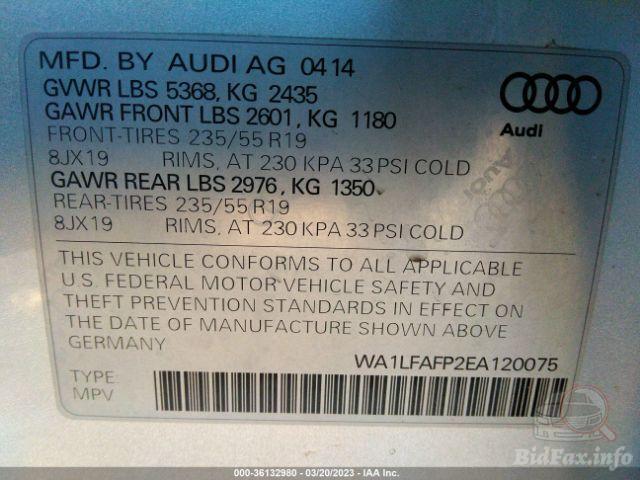 MFD. BY AUDI AG 04 14
GVWR LBS 5368, KG 2435
GAWR FRONT LBS 2601, KG 1180
FRONT-TIRES 235/55 R19
8JX19 RIMS, AT 230 KPA 33 PSI COLD
GAWR REAR LBS 2976, KG 1350
REAR-TIRES 235/55 R19
8JX19 RIMS, AT 230 KPA 33 PSI COLD
Audi
Audi
THIS VEHICLE CONFORMS TO ALL APPLICABLE
U.S. FEDERAL MOTOR VEHICLE SAFETY AND
THEFT PREVENTION STANDARDS IN EFFECT ON
THE DATE OF MANUFACTURE SHOWN ABOVE.
GERMANY
WA1LFAFP2EA120075
TYPE:
MPV
BidFax.info
000-36132980 - 03/20/2023 - IAA Inc.